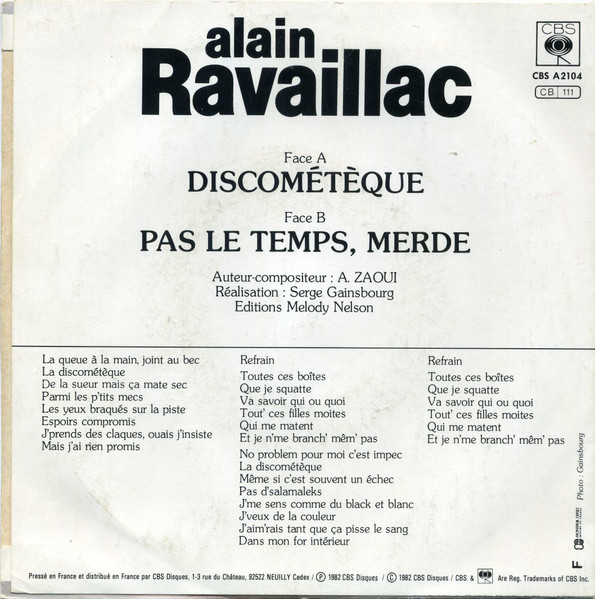 alain
Ravaillac
CBS
CBS A2104
CB 111
Face A
DISCOMÉTÈQUE
Face B
PAS LE TEMPS, MERDE
Auteur-compositeur : A. ZAOUI
Réalisation : Serge Gainsbourg
Editions Melody Nelson
La queue à la main, joint au bec
La discométèque
De la sueur mais ça mate sec
Parmi les p'tits mecs
Les yeux braqués sur la piste
Espoirs compromis
J'prends des claques, ouais j'insiste
Mais j'ai rien promis
Refrain
Toutes ces boîtes
Que je squatte
Va savoir qui ou quoi
Tout' ces filles moites
Qui me matent
Et je n'me branch' mêm' pas
No problem pour moi c'est impec
La discométèque
Même si c'est souvent un échec
Pas d'salamaleks
J'me sens comme du black et blanc
J'veux de la couleur
J'aim'rais tant que ça pisse le sang
Dans mon for intérieur
Refrain
Toutes ces boîtes
Que je squatte
Va savoir qui ou quoi
Tout' ces filles moites
Qui me matent
Et je n'me branch' mêm' pas
Photo : Gainsbourg
F
Pressé en France et distribué en France par CBS Disques, 1-3 rue du Château, 92522 NEUILLY Cedex / Ⓟ 1982 CBS Disques / Ⓒ 1982 CBS Disques / CBS & Are Reg. Trademarks of CBS Inc.